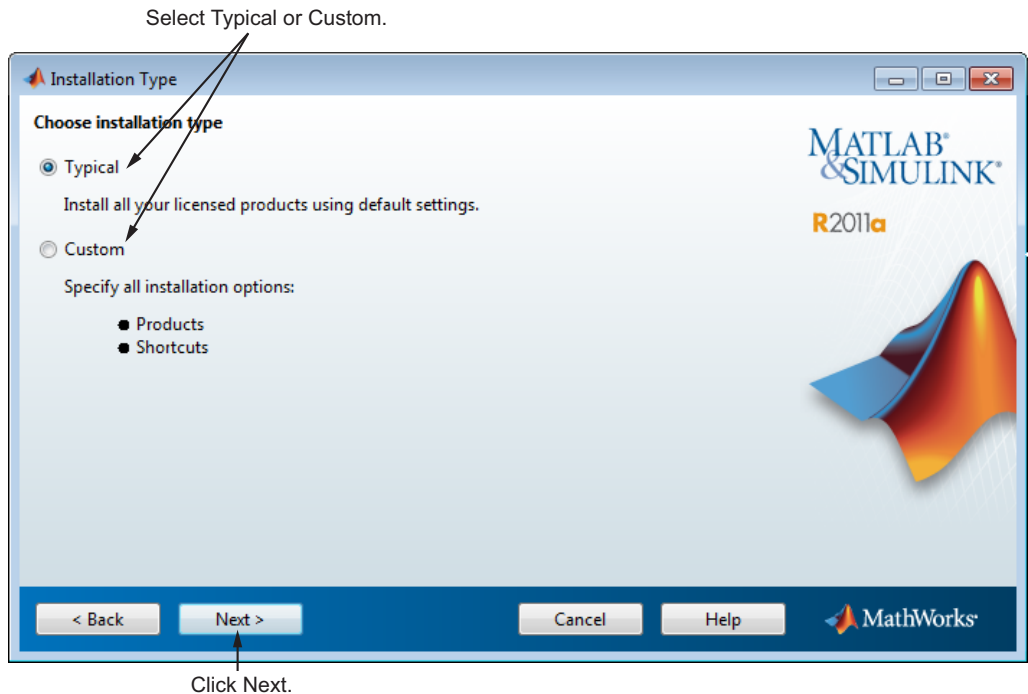 Select Typical or Custom.
Installation Type
Choose installation type
Typical
Install all your licensed products using default settings.
Custom
Specify all installation options:
Products
Shortcuts
MATLAB®
&SIMULINK®
R2011a
< Back
Next >
Cancel
Help
MathWorks®
Click Next.